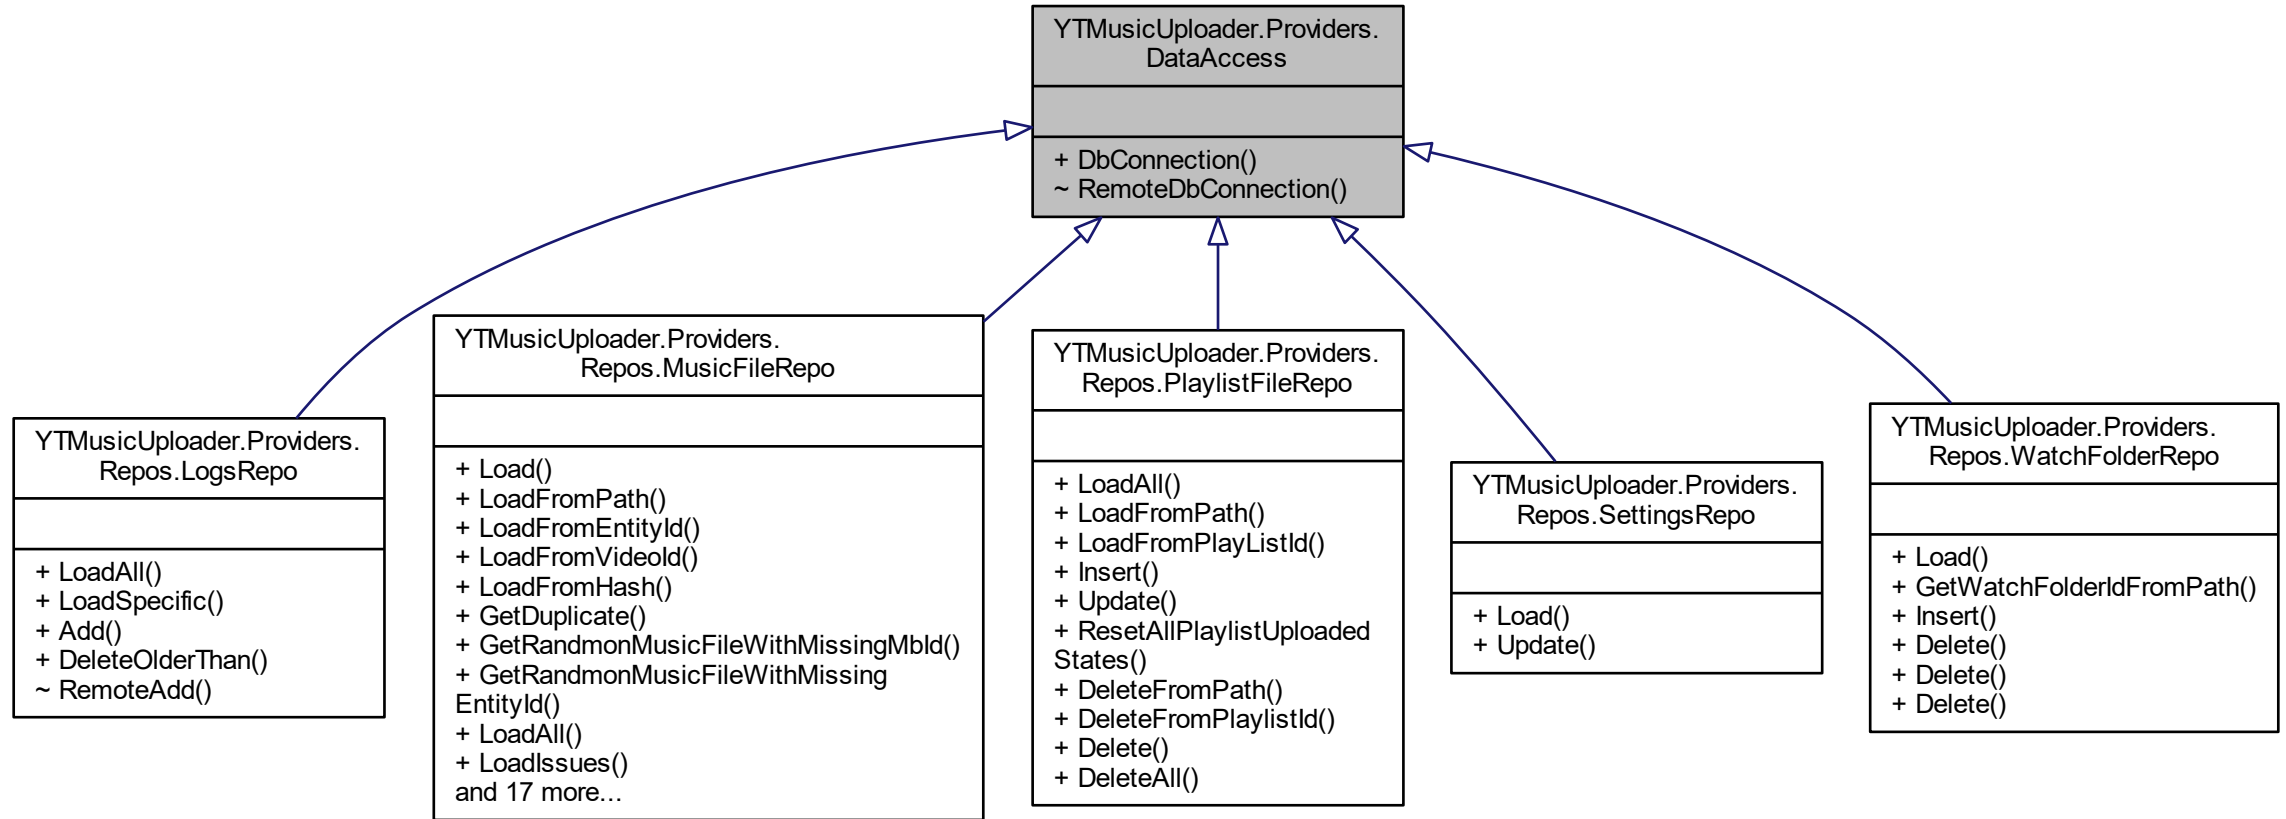 YTMusicUploader.Providers.
DataAccess
+ DbConnection()
~ RemoteDbConnection()
YTMusicUploader.Providers.
Repos.LogsRepo
+ LoadAll()
+ LoadSpecific()
+ Add()
+ DeleteOlderThan()
~ RemoteAdd()
YTMusicUploader.Providers.
Repos.MusicFileRepo
+ Load()
+ LoadFromPath()
+ LoadFromEntityId()
+ LoadFromVideoId()
+ LoadFromHash()
+ GetDuplicate()
+ GetRandmonMusicFileWithMissingMbId()
+ GetRandmonMusicFileWithMissing
EntityId()
+ LoadAll()
+ LoadIssues()
and 17 more...
YTMusicUploader.Providers.
Repos.PlaylistFileRepo
+ LoadAll()
+ LoadFromPath()
+ LoadFromPlayListId()
+ Insert()
+ Update()
+ ResetAllPlaylistUploaded
States()
+ DeleteFromPath()
+ DeleteFromPlaylistId()
+ Delete()
+ DeleteAll()
YTMusicUploader.Providers.
Repos.SettingsRepo
+ Load()
+ Update()
YTMusicUploader.Providers.
Repos.WatchFolderRepo
+ Load()
+ GetWatchFolderIdFromPath()
+ Insert()
+ Delete()
+ Delete()
+ Delete()